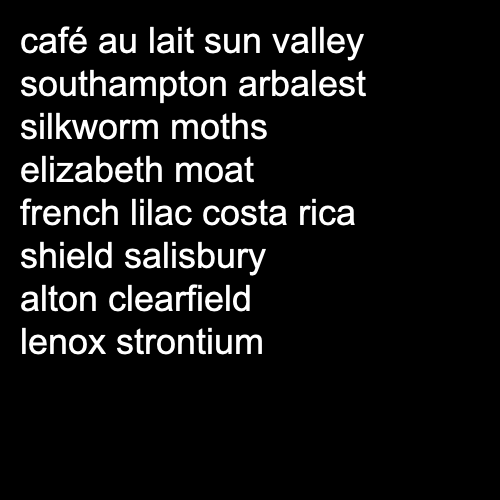 café au lait sun valley
southampton arbalest
silkworm moths
elizabeth moat
french lilac costa rica
shield salisbury
alton clearfield
lenox strontium